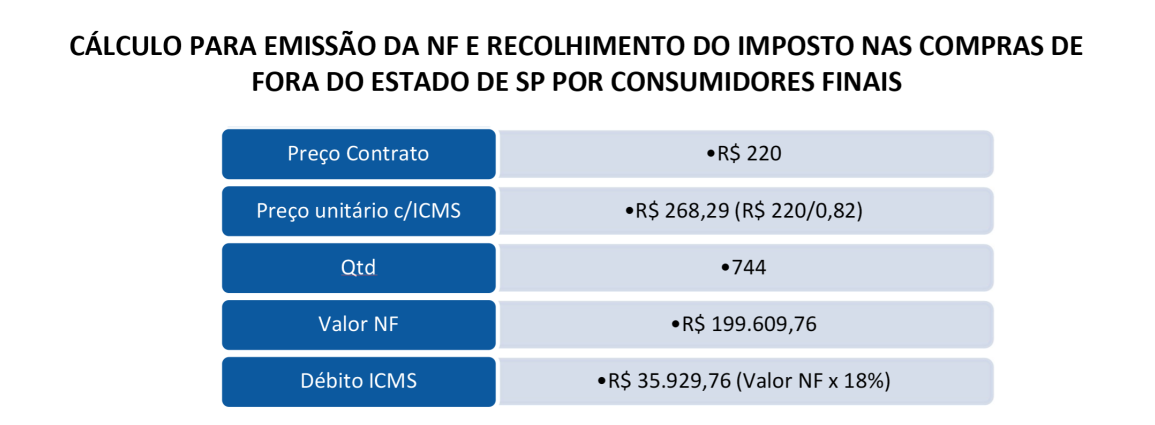 CÁLCULO PARA EMISSÃO DA NF E RECOLHIMENTO DO IMPOSTO NAS COMPRAS DE
FORA DO ESTADO DE SP POR CONSUMIDORES FINAIS
Preço Contrato
•R$ 220
Preço unitário c/ICMS
•R$ 268,29 (R$ 220/0,82)
Qtd
•744
Valor NF
•R$ 199.609,76
Débito ICMS
•R$ 35.929,76 (Valor NF x 18%)